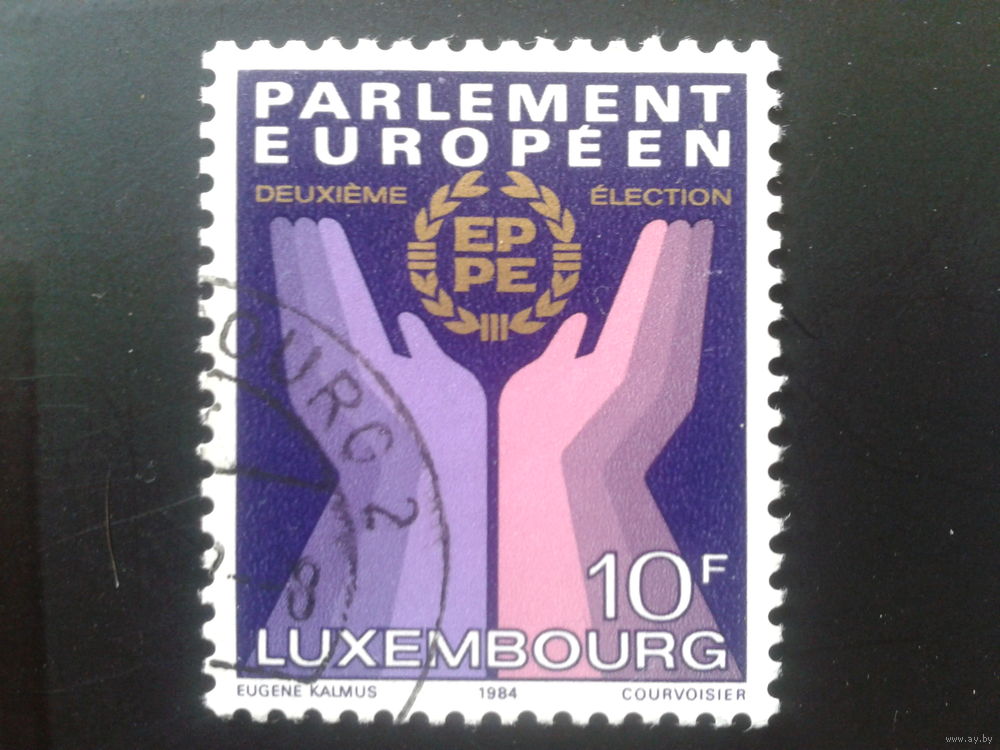 PARLEMENT
EUROPÉEN
DEUXIÈME ÉLECTION
EP
PE
OURG 2
8
10F
LUXEMBOURG
EUGENE KALMUS 1984 COURVOISIER
www.ay.by